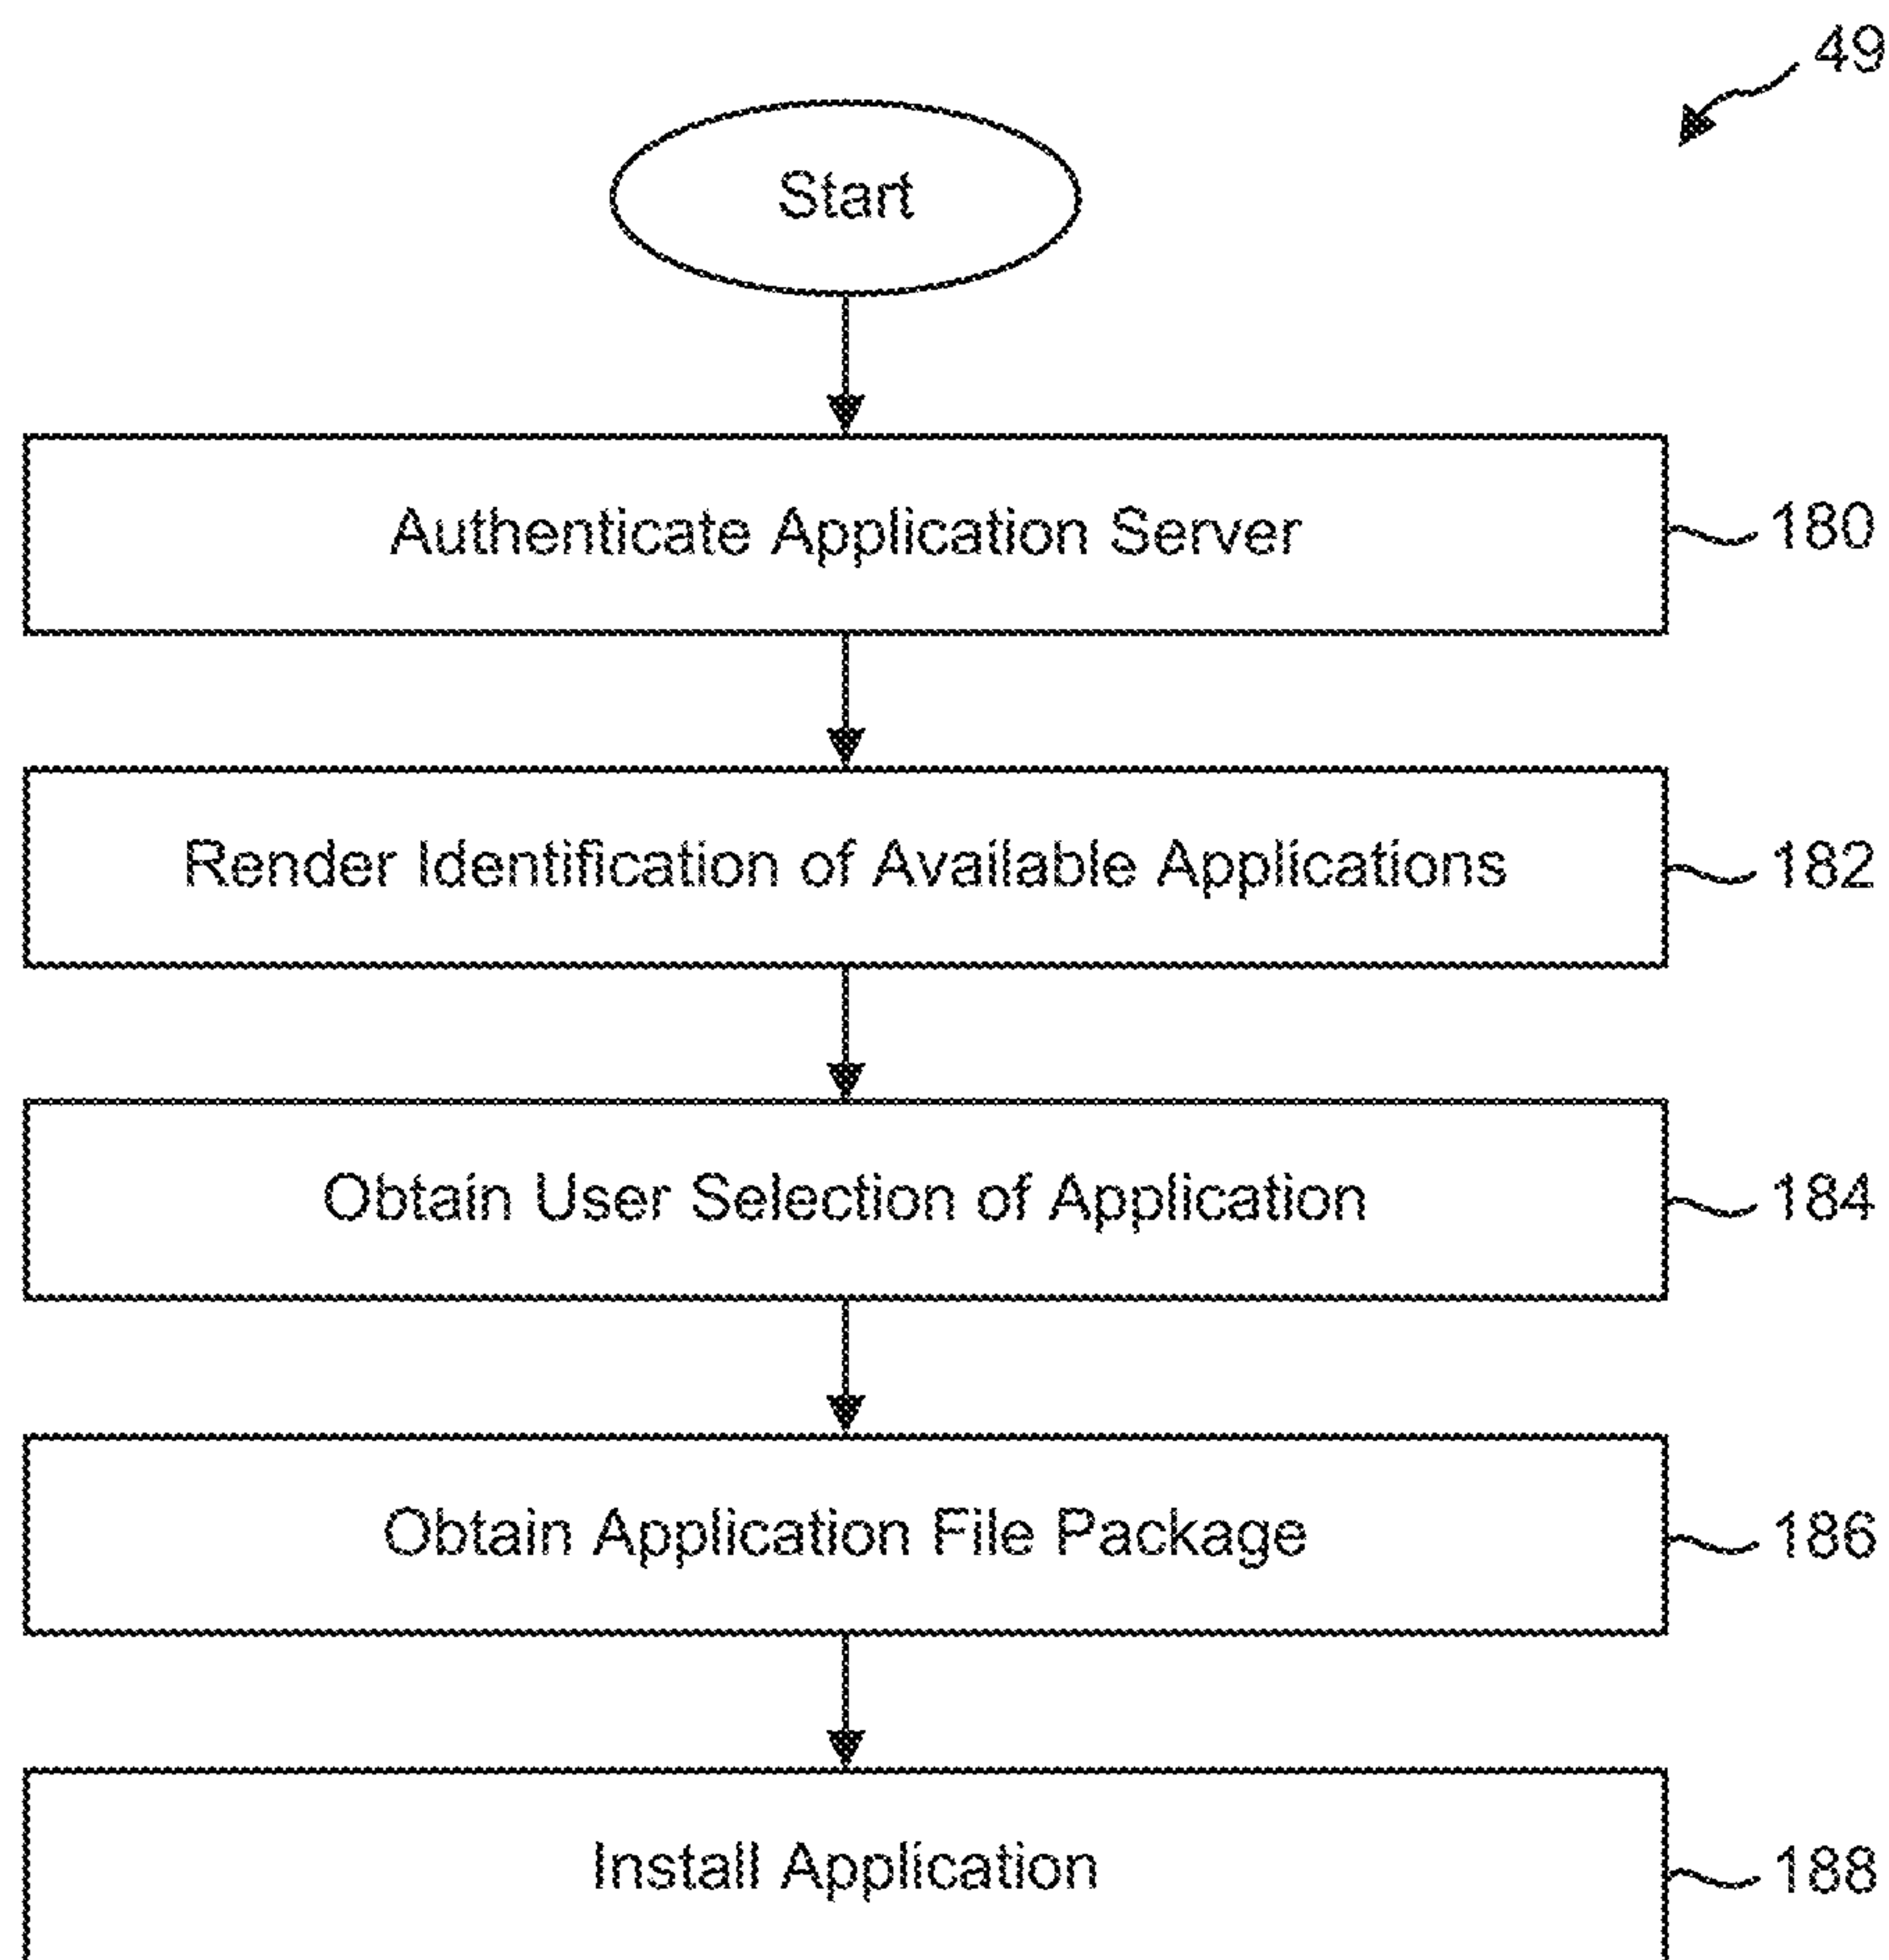 49
Start
Authenticate Application Server
180
Render Identification of Available Applications
182
Obtain User Selection of Application
184
Obtain Application File Package
186
Install Application
188